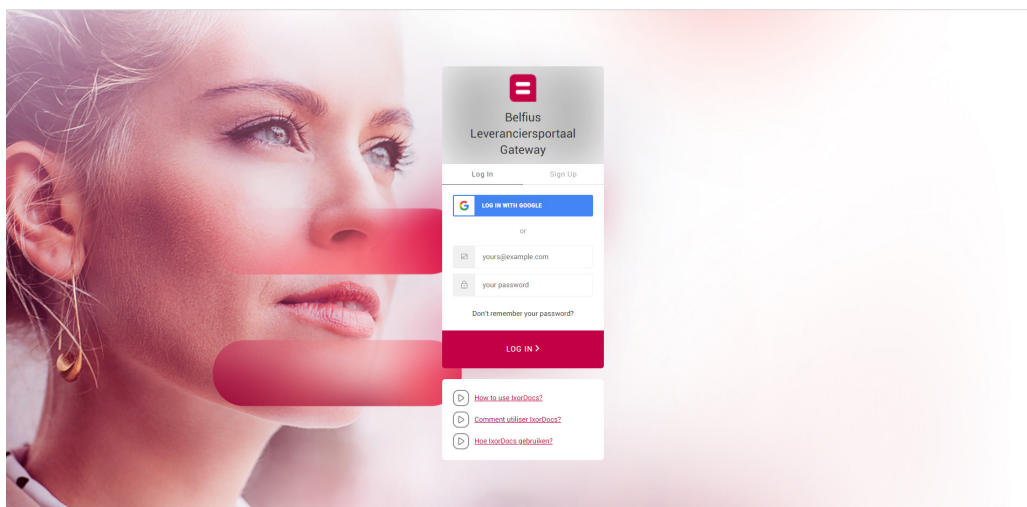 Belfius
Leveranciersportaal
Gateway
Log In
Sign Up
LOG IN WITH GOOGLE
or
yours@example.com
your password
Don't remember your password?
LOG IN >
How to use IxorDocs?
Comment utiliser IxorDocs?
Hoe IxorDocs gebruiken?